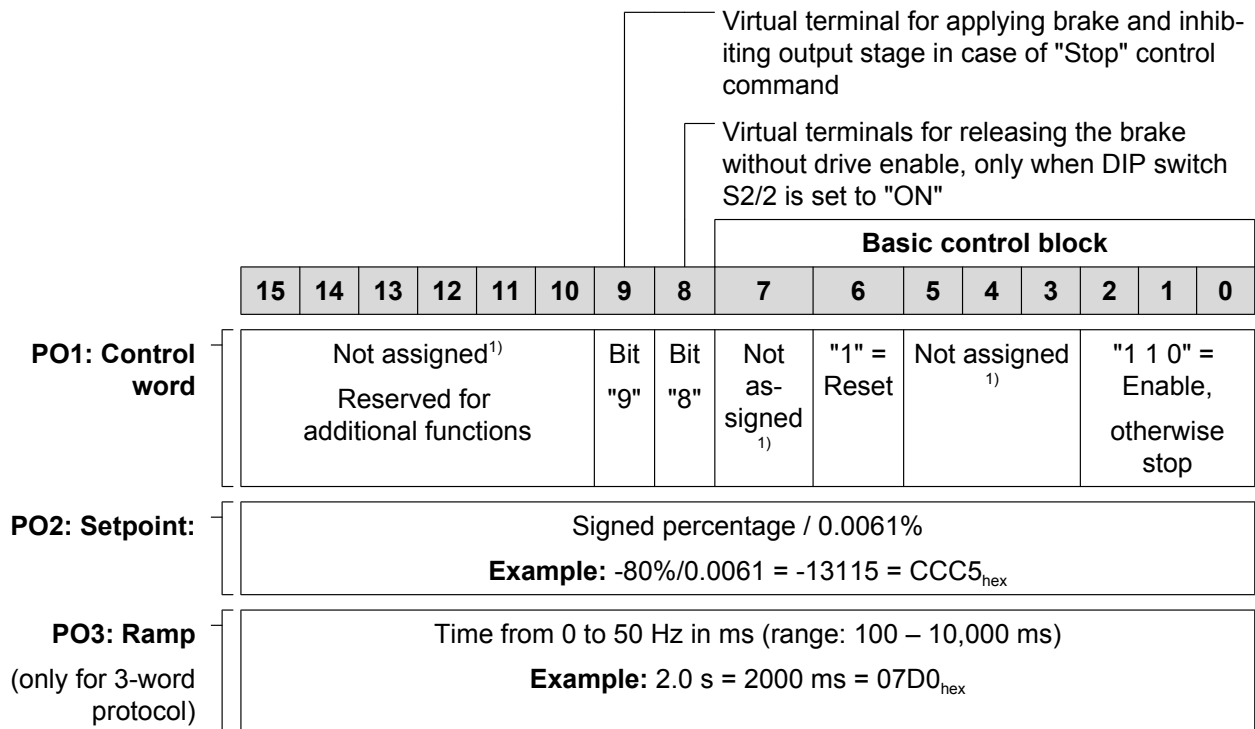 Virtual terminal for applying brake and inhib-
iting output stage in case of "Stop" control
command
Virtual terminals for releasing the brake
without drive enable, only when DIP switch
S2/2 is set to "ON"
Basic control block
15 14 13 12 11 10 9 8 7 6 5 4 3 2 1 0
PO1: Control
word
Not assigned1)
Reserved for
additional functions
Bit
"9"
Bit
"8"
Not
as-
signed
1)
"1" =
Reset
Not assigned
1)
"1 1 0" =
Enable,
otherwise
stop
PO2: Setpoint:
Signed percentage / 0.0061%
Example: -80%/0.0061 = -13115 = CCC5hex
PO3: Ramp
(only for 3-word
protocol)
Time from 0 to 50 Hz in ms (range: 100 – 10,000 ms)
Example: 2.0 s = 2000 ms = 07D0hex